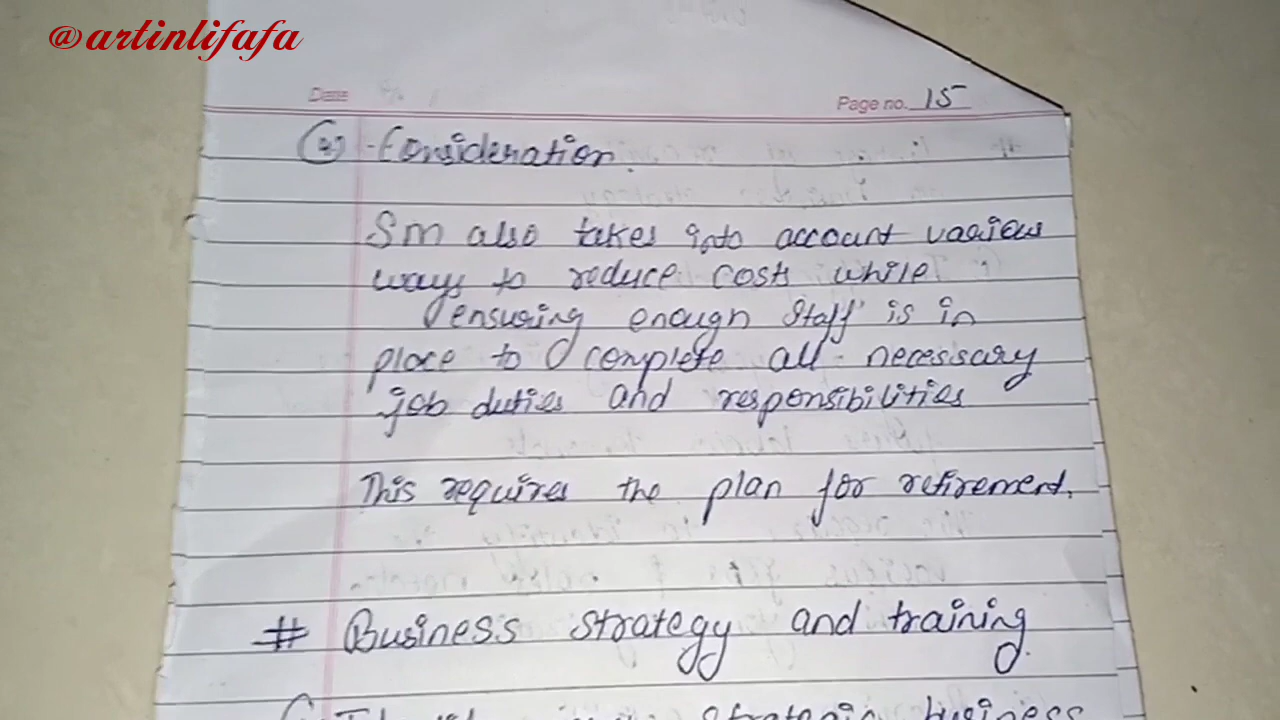 @artinlifafa
Date
Page no. 15
Consideration.
Sm also takes into account various
ways to reduce costs while
ensuring enough staff is in
place to complete all necessary
job duties and responsibilities
This requires the plan for retirement.
# Business strategy and training.
strategic business